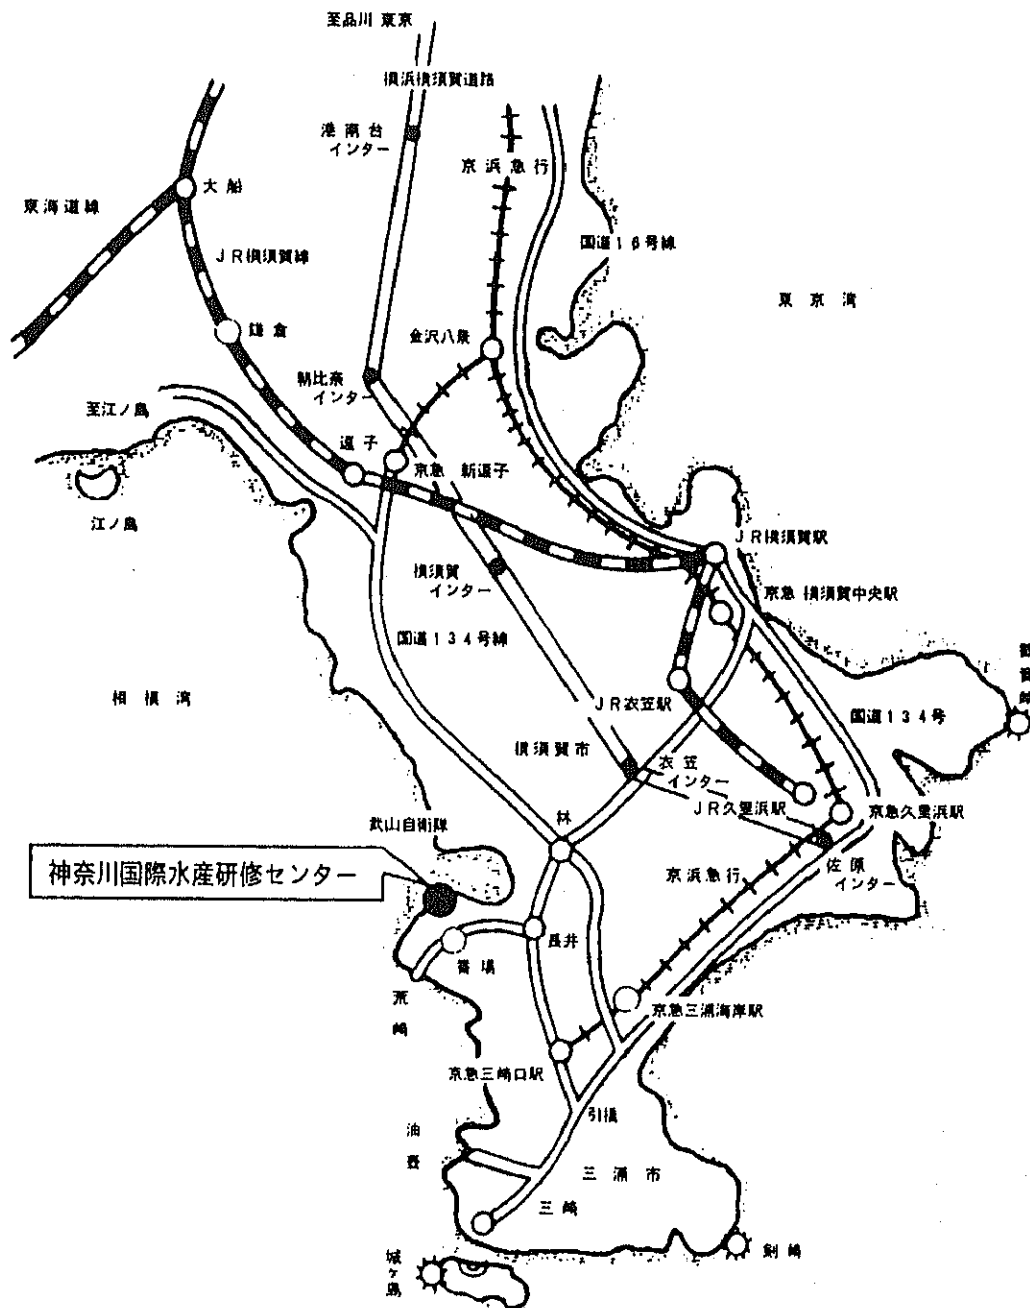 至品川 東京
横浜横須賀道路
港南台
インター
京浜急行
大船
東海道線
JR横須賀線
国道16号線
東京湾
鎌倉
金沢八景
朝比奈
インター
至江ノ島
逗子
京急 新逗子
江ノ島
JR横須賀駅
横須賀
インター
京急 横須賀中央駅
国道134号線
観音崎
相模湾
JR衣笠駅
国道134号
横須賀市
衣笠
インター
JR久里浜駅
京急久里浜駅
武山自衛隊
林
神奈川国際水産研修センター
京浜急行
佐原
インター
長井
荒崎
京急三浦海岸駅
京急三崎口駅
引橋
油壺
三浦市
三崎
剣崎
城ヶ島